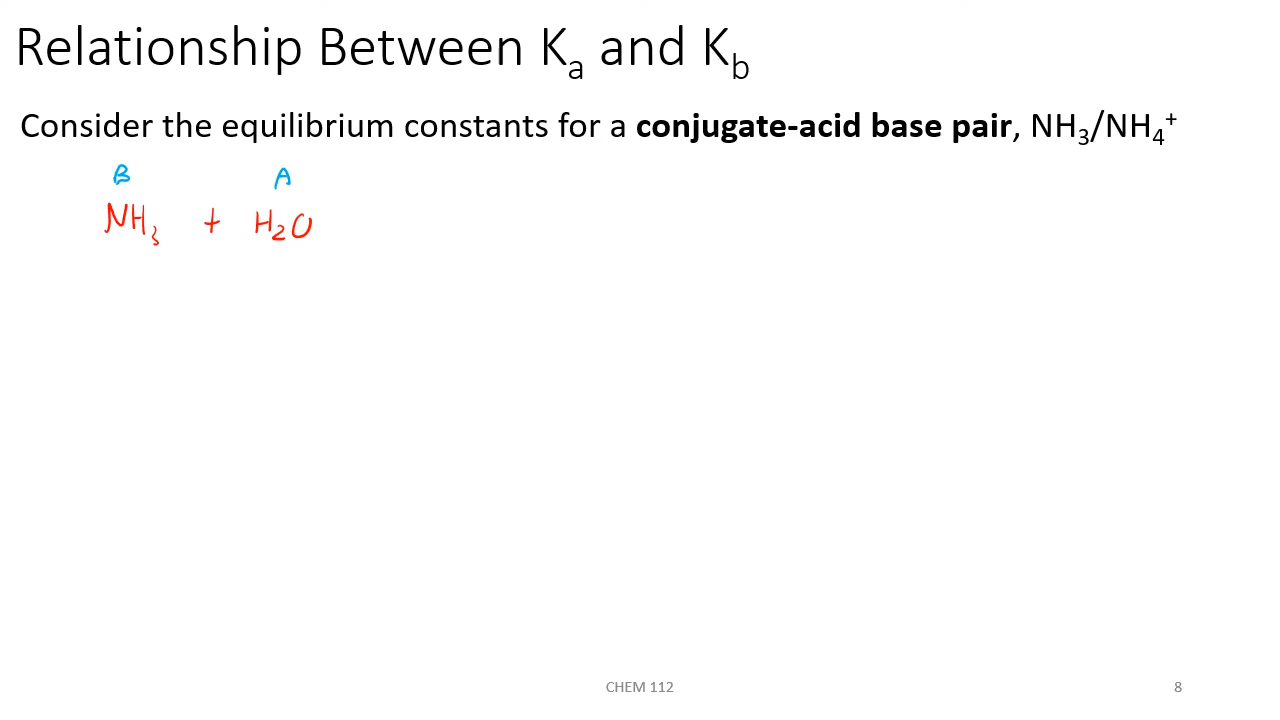 Relationship Between Kₐ and K_b
Consider the equilibrium constants for a conjugate-acid base pair, NH₃/NH₄⁺
B A
NH₃ + H₂O
CHEM 112
8